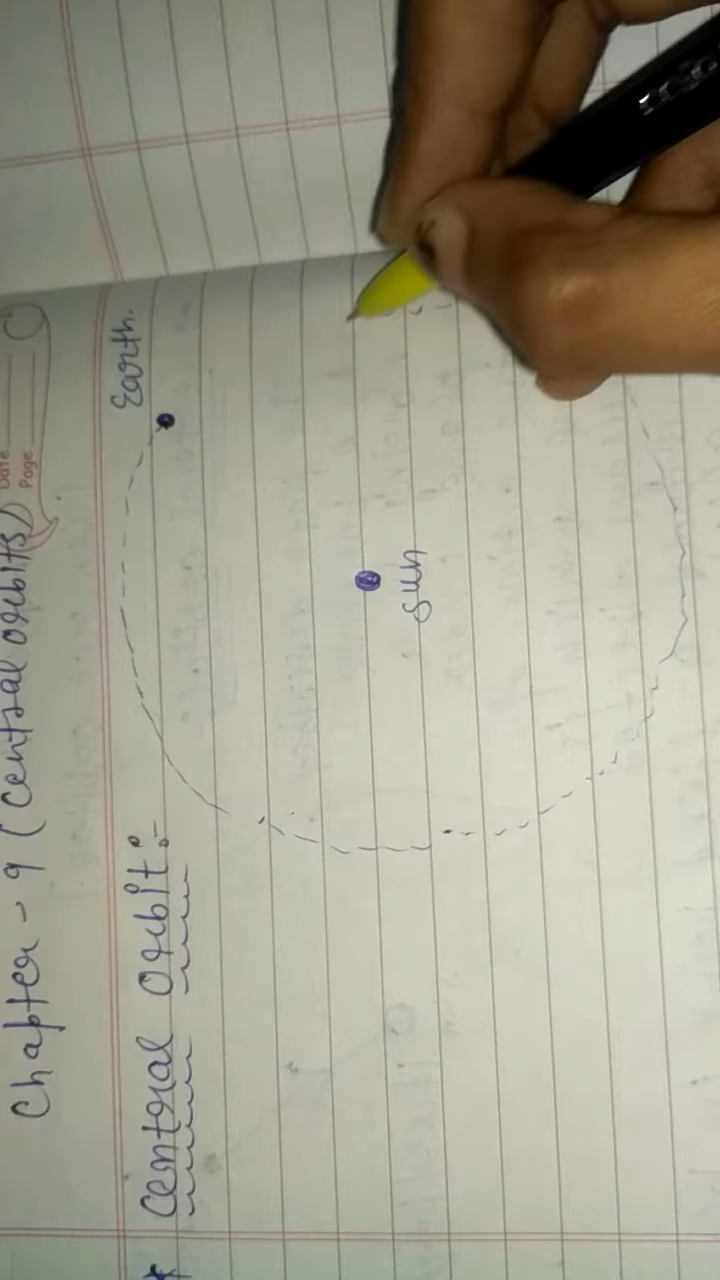 Date
Page
Chapter - 9 (Central orbits)
* Central orbit :-
Earth.
Sun